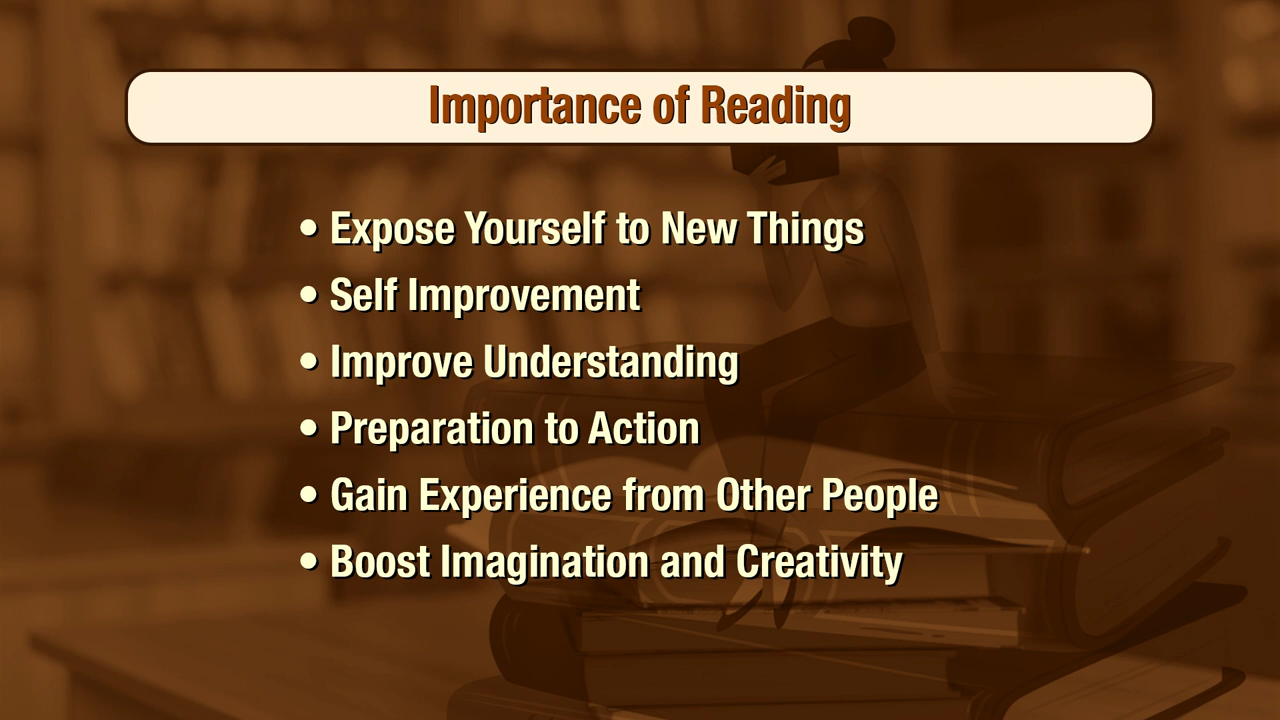 Importance of Reading
• Expose Yourself to New Things
• Self Improvement
• Improve Understanding
• Preparation to Action
• Gain Experience from Other People
• Boost Imagination and Creativity